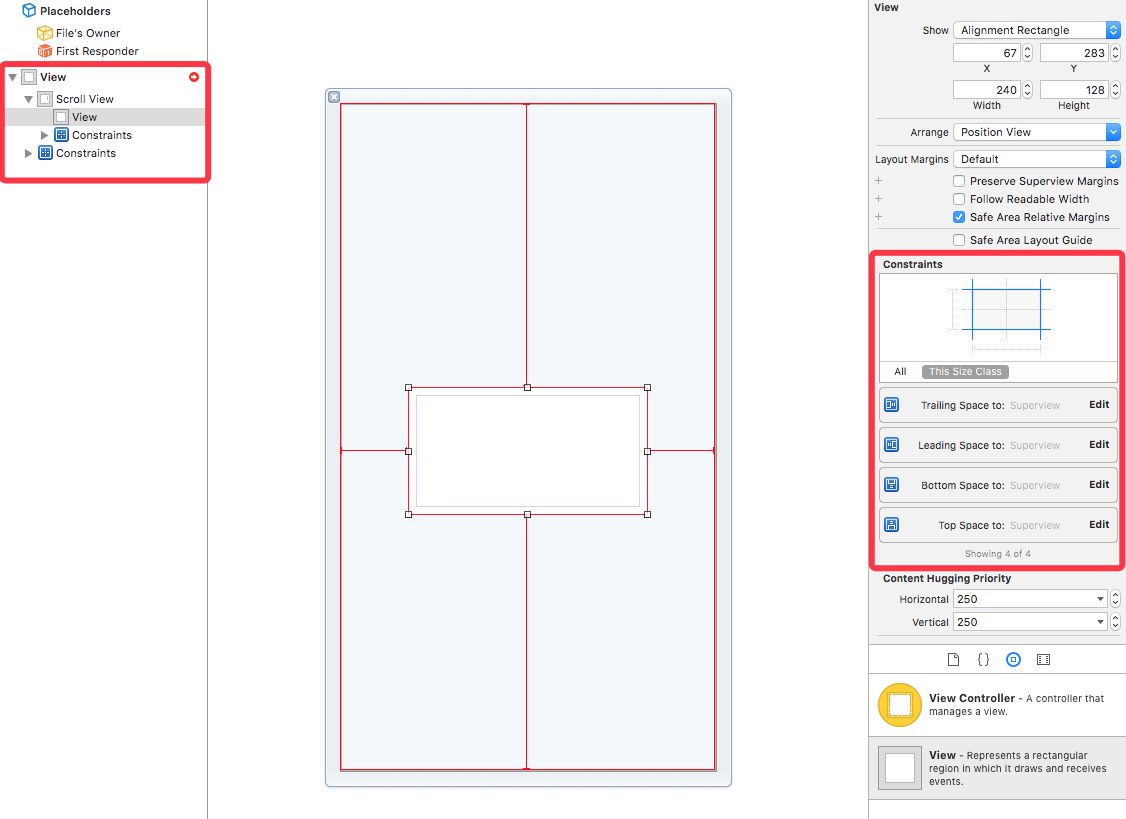 Placeholders
File's Owner
First Responder
View
Scroll View
View
Constraints
Constraints
View
Show Alignment Rectangle
67 283
X Y
240 128
Width Height
Arrange Position View
Layout Margins Default
Preserve Superview Margins
Follow Readable Width
Safe Area Relative Margins
Safe Area Layout Guide
Constraints
All This Size Class
Trailing Space to: Superview Edit
Leading Space to: Superview Edit
Bottom Space to: Superview Edit
Top Space to: Superview Edit
Showing 4 of 4
Content Hugging Priority
Horizontal 250
Vertical 250
View Controller - A controller that
manages a view.
View - Represents a rectangular
region in which it draws and receives
events.